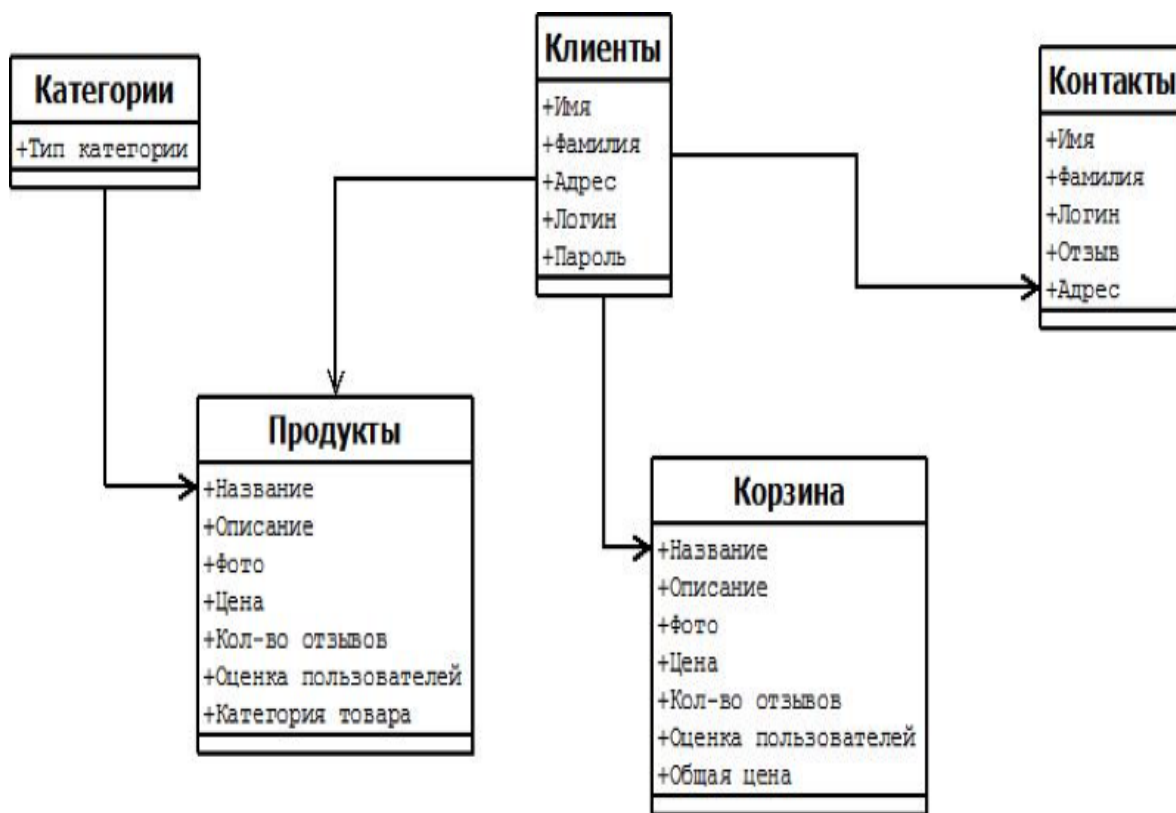 Категории
+Тип категории
Клиенты
+Имя
+Фамилия
+Адрес
+Логин
+Пароль
Контакты
+Имя
+Фамилия
+Логин
+Отзыв
+Адрес
Продукты
+Название
+Описание
+Фото
+Цена
+Кол-во отзывов
+Оценка пользователей
+Категория товара
Корзина
+Название
+Описание
+Фото
+Цена
+Кол-во отзывов
+Оценка пользователей
+Общая цена